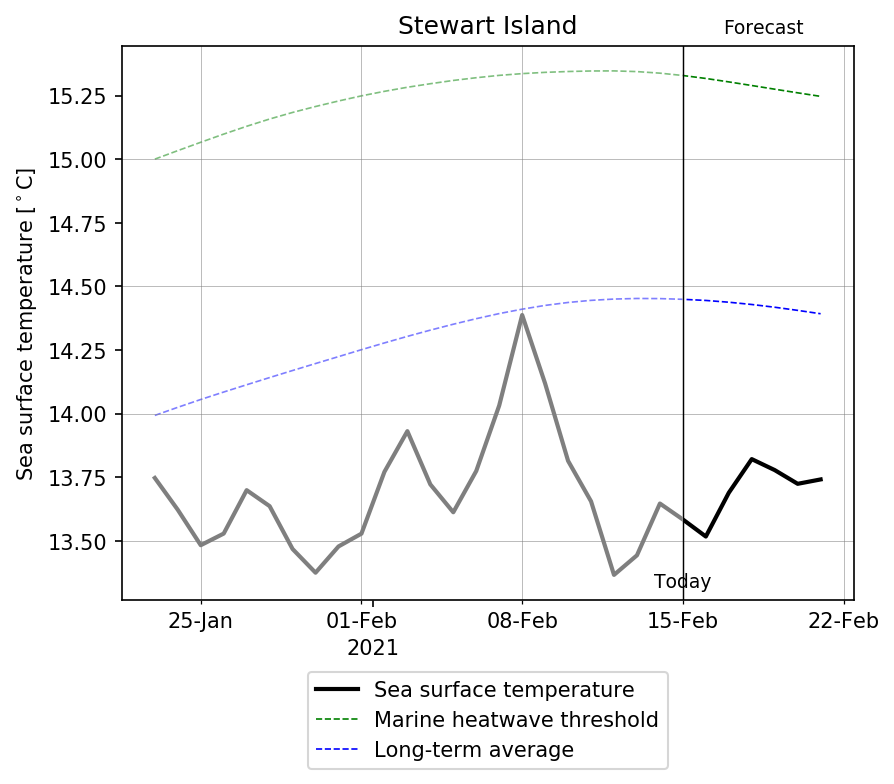 Stewart Island
Forecast
Sea surface temperature [°C]
15.25
15.00
14.75
14.50
14.25
14.00
13.75
13.50
Today
25-Jan
01-Feb
08-Feb
15-Feb
22-Feb
2021
Sea surface temperature
Marine heatwave threshold
Long-term average